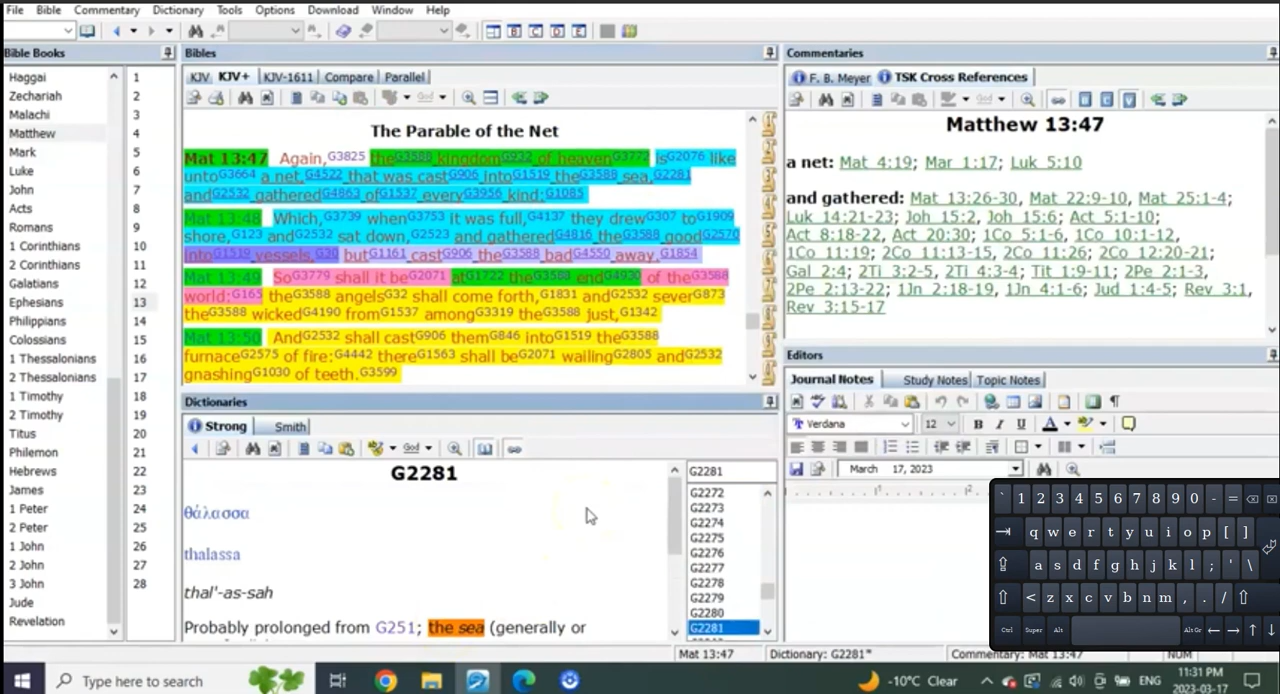 File Bible Commentary Dictionary Tools Options Download Window Help
B C D E
Bible Books
Haggai
Zechariah
Malachi
Matthew
Mark
Luke
John
Acts
Romans
1 Corinthians
2 Corinthians
Galatians
Ephesians
Philippians
Colossians
1 Thessalonians
2 Thessalonians
1 Timothy
2 Timothy
Titus
Philemon
Hebrews
James
1 Peter
2 Peter
1 John
2 John
3 John
Jude
Revelation
1
2
3
4
5
6
7
8
9
10
11
12
13
14
15
16
17
18
19
20
21
22
23
24
25
26
27
28
Bibles
KJV KJV+ KJV-1611 Compare Parallel
The Parable of the Net
Mat 13:47 Again,G3825 theG3588 kingdomG932 of heavenG3772 isG2076 like
untoG3664 a net,G4522 that was castG906 intoG1519 theG3588 sea,G2281
andG2532 gatheredG4863 ofG1537 everyG3956 kind:G1085
Mat 13:48 Which,G3739 whenG3753 it was full,G4137 they drewG307 toG1909
shore,G123 andG2532 sat down,G2523 and gatheredG4816 theG3588 goodG2570
intoG1519 vessels,G30 butG1161 castG906 theG3588 badG4550 away.G1854
Mat 13:49 SoG3779 shall it beG2071 atG1722 theG3588 endG4930 of theG3588
world:G165 theG3588 angelsG32 shall come forth,G1831 andG2532 severG873
theG3588 wickedG4190 fromG1537 amongG3319 theG3588 just,G1342
Mat 13:50 AndG2532 shall castG906 themG846 intoG1519 theG3588
furnaceG2575 of fire:G4442 thereG1563 shall beG2071 wailingG2805 andG2532
gnashingG1030 of teeth.G3599
Dictionaries
Strong Smith
G2281
θάλασσα
thalassa
thal'-as-sah
Probably prolonged from G251; the sea (generally or
G2281
G2272
G2273
G2274
G2275
G2276
G2277
G2278
G2279
G2280
G2281
Commentaries
F. B. Meyer TSK Cross References
Matthew 13:47
a net: Mat 4:19; Mar 1:17; Luk 5:10
and gathered: Mat 13:26-30, Mat 22:9-10, Mat 25:1-4;
Luk 14:21-23; Joh 15:2, Joh 15:6; Act 5:1-10;
Act 8:18-22, Act 20:30; 1Co 5:1-6, 1Co 10:1-12,
1Co 11:19; 2Co 11:13-15, 2Co 11:26; 2Co 12:20-21;
Gal 2:4; 2Ti 3:2-5, 2Ti 4:3-4; Tit 1:9-11; 2Pe 2:1-3,
2Pe 2:13-22; 1Jn 2:18-19, 1Jn 4:1-6; Jud 1:4-5; Rev 3:1,
Rev 3:15-17
Editors
Journal Notes Study Notes Topic Notes
Verdana 12 B I U A
March 17, 2023
1 2
` 1 2 3 4 5 6 7 8 9 0 - =
q w e r t y u i o p [ ]
a s d f g h j k l ; ' \
< z x c v b n m , . /
Ctrl Super Alt Alt Gr
Mat 13:47 Dictionary: G2281* Commentary: Mat 13:47 NUM
Type here to search
-10°C Clear
ENG
11:31 PM
2023-03-17